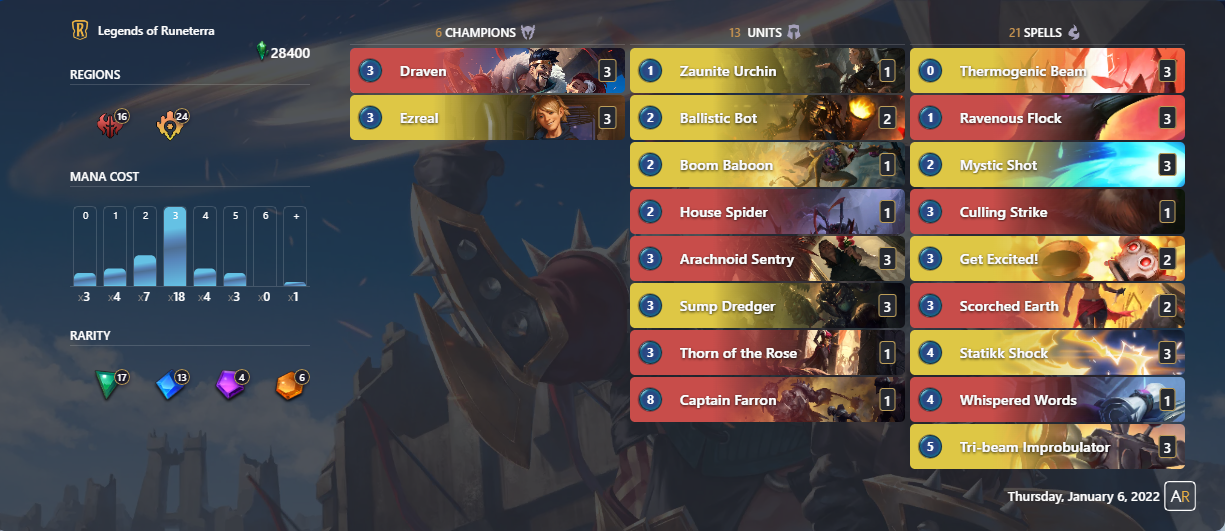 Legends of Runeterra
28400
REGIONS
16
24
MANA COST
0 1 2 3 4 5 6 +
x3 x4 x7 x18 x4 x3 x0 x1
RARITY
17
13
4
6
6 CHAMPIONS
3 Draven 3
3 Ezreal 3
13 UNITS
1 Zaunite Urchin 1
2 Ballistic Bot 2
2 Boom Baboon 1
2 House Spider 1
3 Arachnoid Sentry 3
3 Sump Dredger 3
3 Thorn of the Rose 1
8 Captain Farron 1
21 SPELLS
0 Thermogenic Beam 3
1 Ravenous Flock 3
2 Mystic Shot 3
3 Culling Strike 1
3 Get Excited! 2
3 Scorched Earth 2
4 Statikk Shock 3
4 Whispered Words 1
5 Tri-beam Improbulator 3
Thursday, January 6, 2022 AR